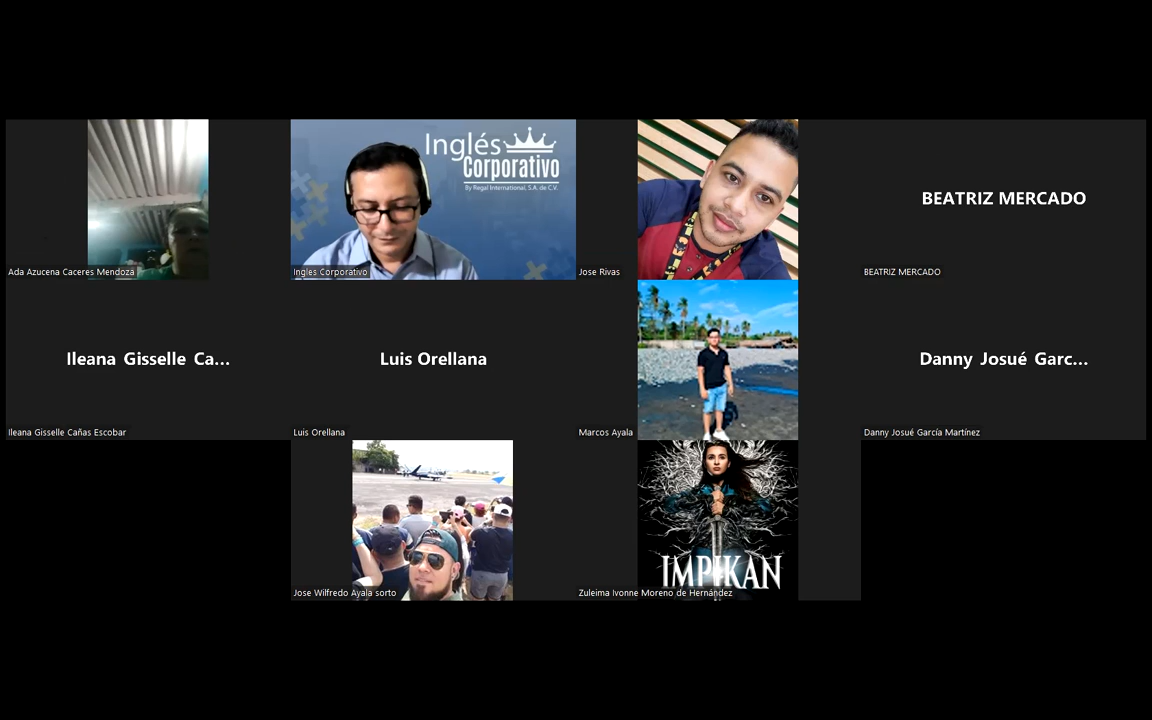 Inglés
Corporativo
By Regal International, S.A. de C.V.
Ada Azucena Caceres Mendoza
Ingles Corporativo
Jose Rivas
BEATRIZ MERCADO
BEATRIZ MERCADO
Ileana Gisselle Ca...
Ileana Gisselle Cañas Escobar
Luis Orellana
Luis Orellana
Marcos Ayala
Danny Josué Garc...
Danny Josué García Martínez
Jose Wilfredo Ayala sorto
IMPIKAN
Zuleima Ivonne Moreno de Hernández